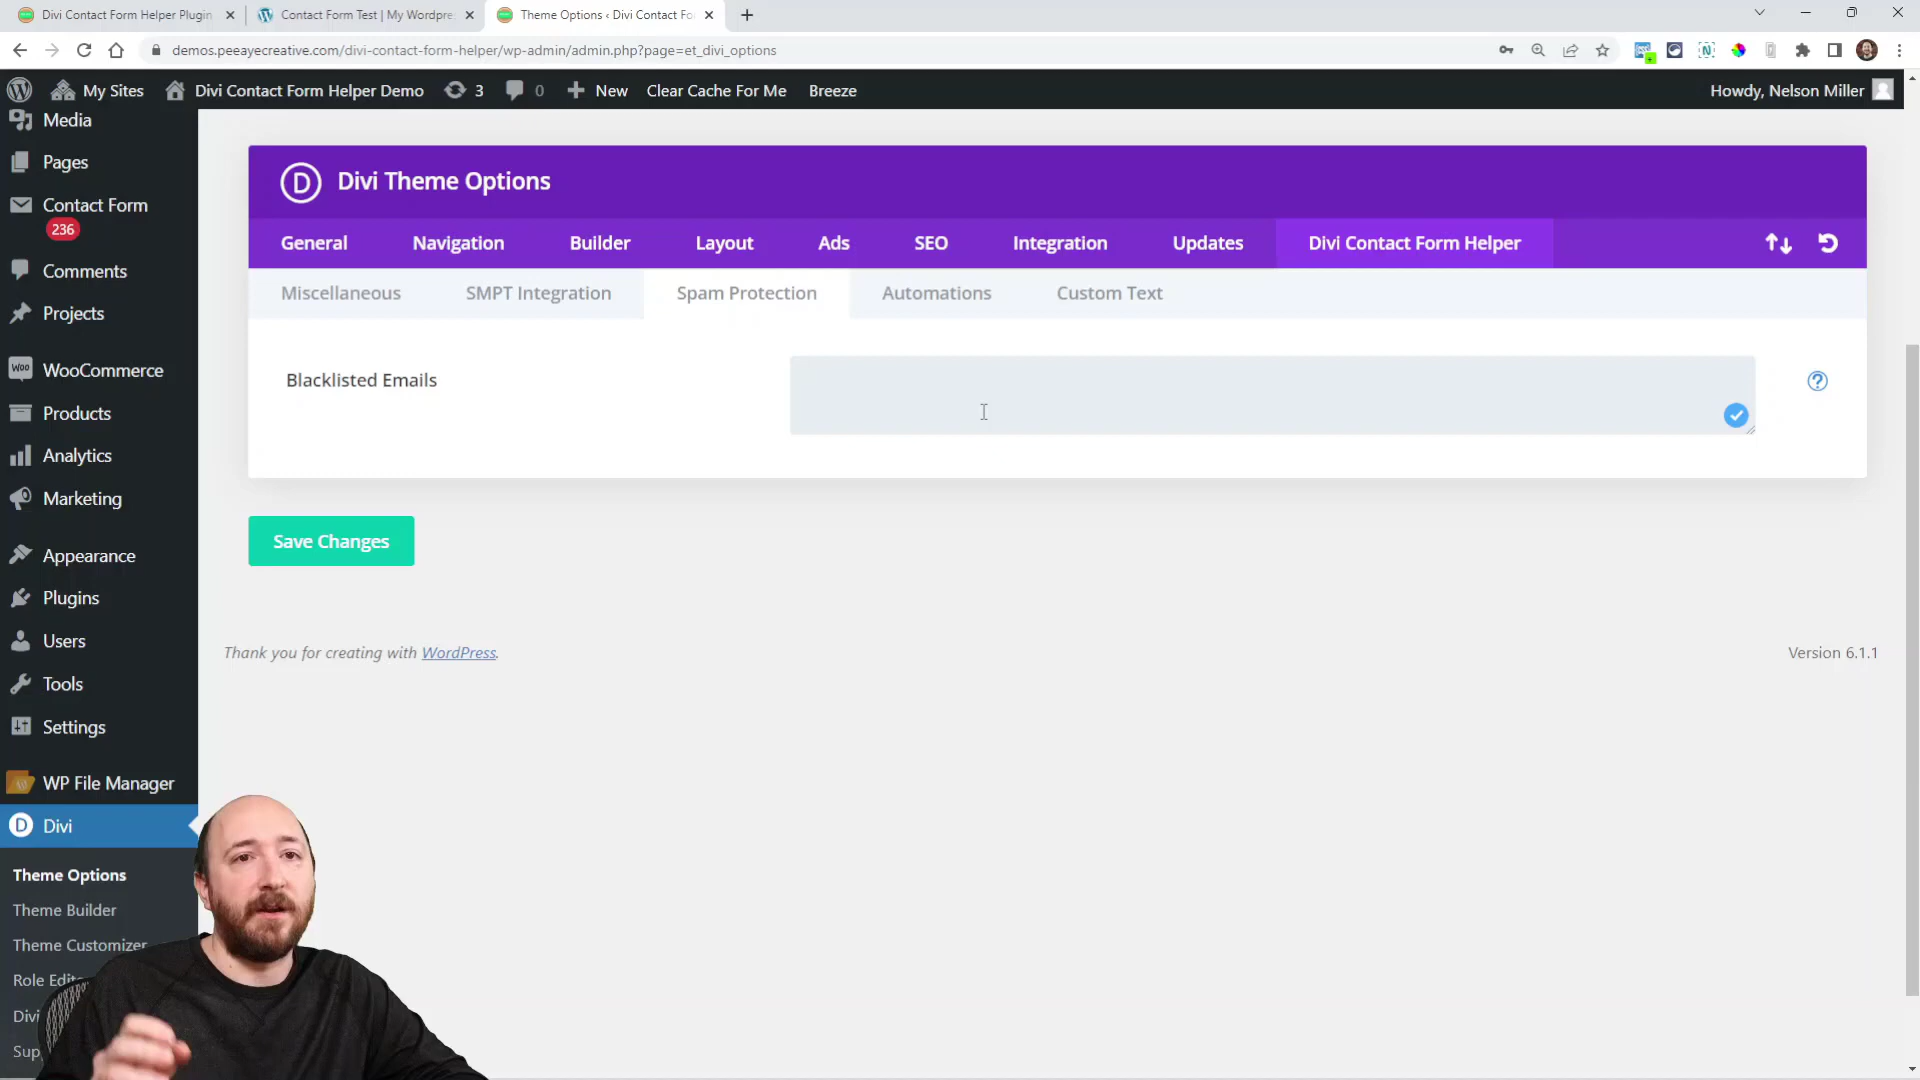 Divi Contact Form Helper Plugin
Contact Form Test | My Wordpre
Theme Options ‹ Divi Contact Fo
demos.peeayecreative.com/divi-contact-form-helper/wp-admin/admin.php?page=et_divi_options
My Sites
Divi Contact Form Helper Demo
3
0
New
Clear Cache For Me
Breeze
Howdy, Nelson Miller
Media
Pages
Contact Form
236
Comments
Projects
WooCommerce
Products
Analytics
Marketing
Appearance
Plugins
Users
Tools
Settings
WP File Manager
Divi
Theme Options
Theme Builder
Theme Customizer
Role Edit
Divi
Sup
Divi Theme Options
General
Navigation
Builder
Layout
Ads
SEO
Integration
Updates
Divi Contact Form Helper
Miscellaneous
SMPT Integration
Spam Protection
Automations
Custom Text
Blacklisted Emails
Save Changes
Thank you for creating with WordPress.
Version 6.1.1